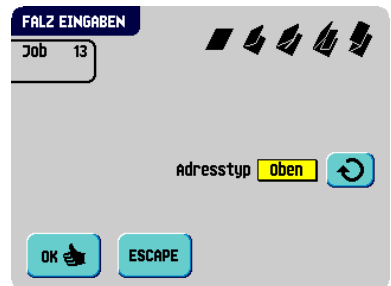 FALZ EINGABEN
Job 13
Adresstyp oben
OK
ESCAPE